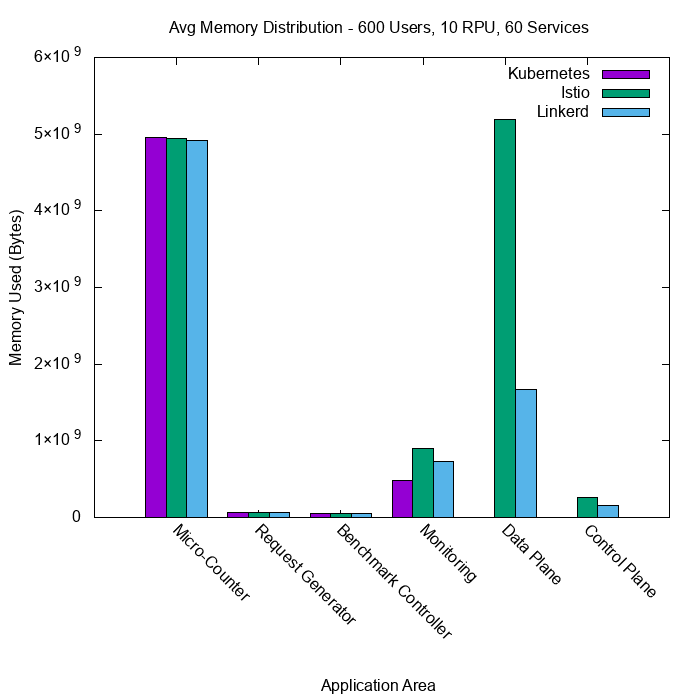 Avg Memory Distribution - 600 Users, 10 RPU, 60 Services
6×10 9
5×10 9
4×10 9
3×10 9
2×10 9
1×10 9
0
Memory Used (Bytes)
Kubernetes
Istio
Linkerd
Micro-Counter
Request Generator
Benchmark Controller
Monitoring
Data Plane
Control Plane
Application Area